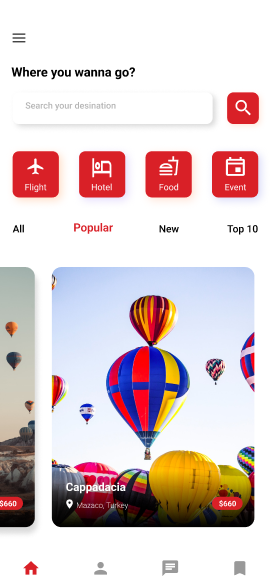 Where you wanna go?
Search your desination
Flight
Hotel
Food
Event
All
Popular
New
Top 10
Cappadacia
Mazaco, Turkey
$660
$660